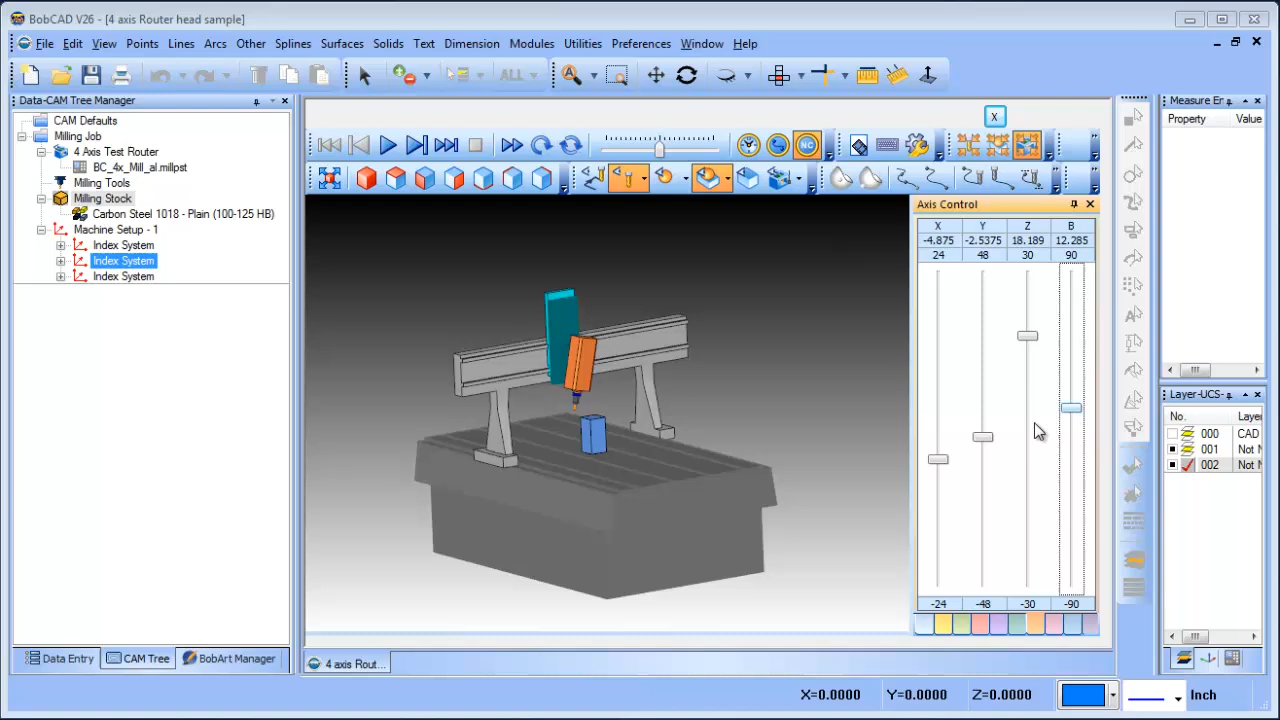 BobCAD V26 - [4 axis Router head sample]
File Edit View Points Lines Arcs Other Splines Surfaces Solids Text Dimension Modules Utilities Preferences Window Help
ALL
Data-CAM Tree Manager
CAM Defaults
Milling Job
4 Axis Test Router
BC_4x_Mill_al.millpst
Milling Tools
Milling Stock
Carbon Steel 1018 - Plain (100-125 HB)
Machine Setup - 1
Index System
Index System
Index System
Data Entry CAM Tree BobArt Manager
X
NC
Axis Control
X Y Z B
-4.875 -2.5375 18.189 12.285
24 48 30 90
-24 -48 -30 -90
4 axis Rout...
Measure Er
Property Value
Layer-UCS-
No. Laye
000 CAD
001 Not
002 Not
X=0.0000 Y=0.0000 Z=0.0000 Inch